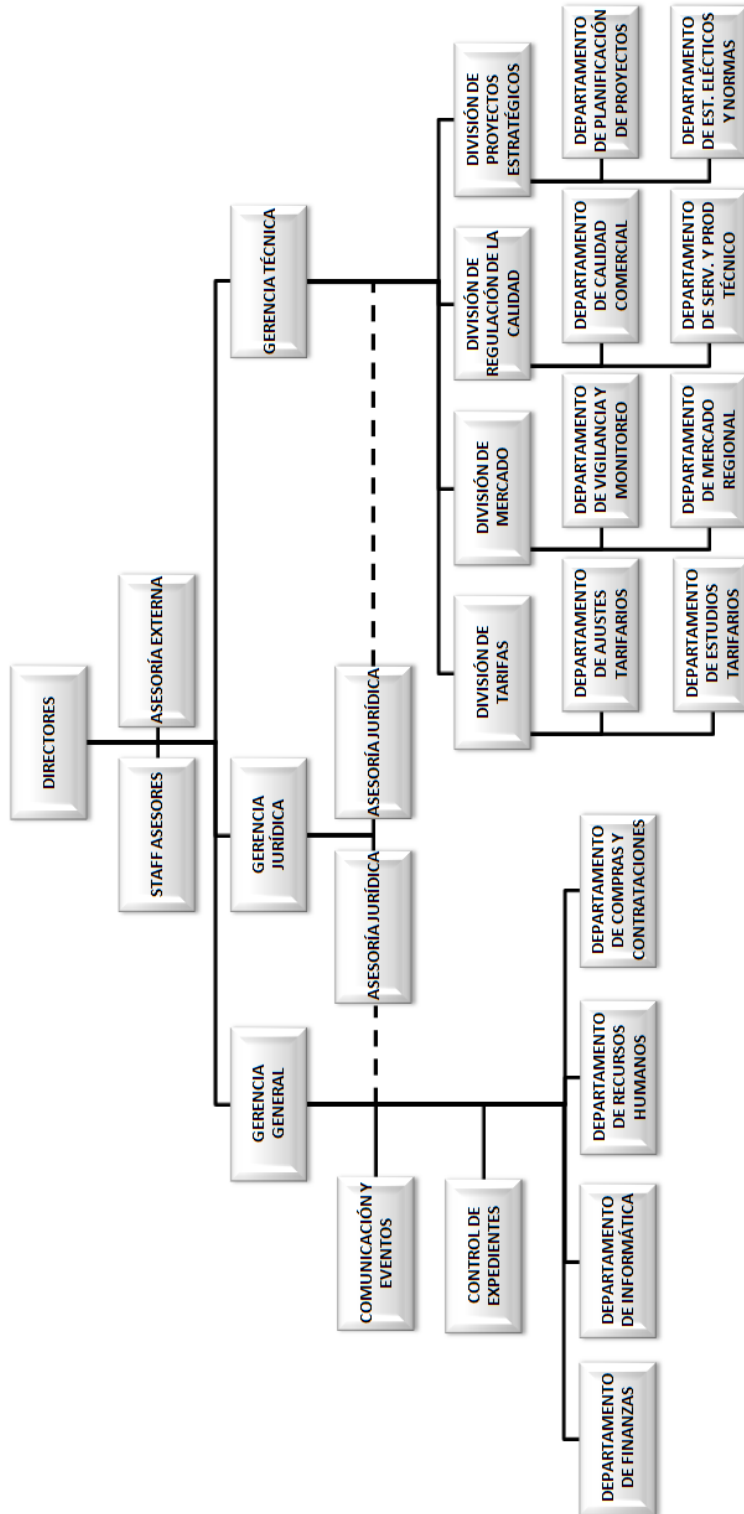 DIRECTORES
STAFF ASESORES
ASESORÍA EXTERNA
GERENCIA
GENERAL
GERENCIA
JURÍDICA
GERENCIA TÉCNICA
COMUNICACIÓN Y
EVENTOS
ASESORÍA JURÍDICA
ASESORÍA JURÍDICA
CONTROL DE
EXPEDIENTES
DIVISIÓN DE
TARIFAS
DIVISIÓN DE
MERCADO
DIVISIÓN DE
REGULACIÓN DE LA
CALIDAD
DIVISIÓN DE
PROYECTOS
ESTRATÉGICOS
DEPARTAMENTO
DE FINANZAS
DEPARTAMENTO
DE INFORMÁTICA
DEPARTAMENTO
DE RECURSOS
HUMANOS
DEPARTAMENTO
DE COMPRAS Y
CONTRATACIONES
DEPARTAMENTO
DE AJUSTES
TARIFARIOS
DEPARTAMENTO
DE VIGILANCIA Y
MONITOREO
DEPARTAMENTO
DE CALIDAD
COMERCIAL
DEPARTAMENTO
DE PLANIFICACIÓN
DE PROYECTOS
DEPARTAMENTO
DE ESTUDIOS
TARIFARIOS
DEPARTAMENTO
DE MERCADO
REGIONAL
DEPARTAMENTO
DE SERV. Y PROD
TÉCNICO
DEPARTAMENTO
DE EST. ELÉCTICOS
Y NORMAS